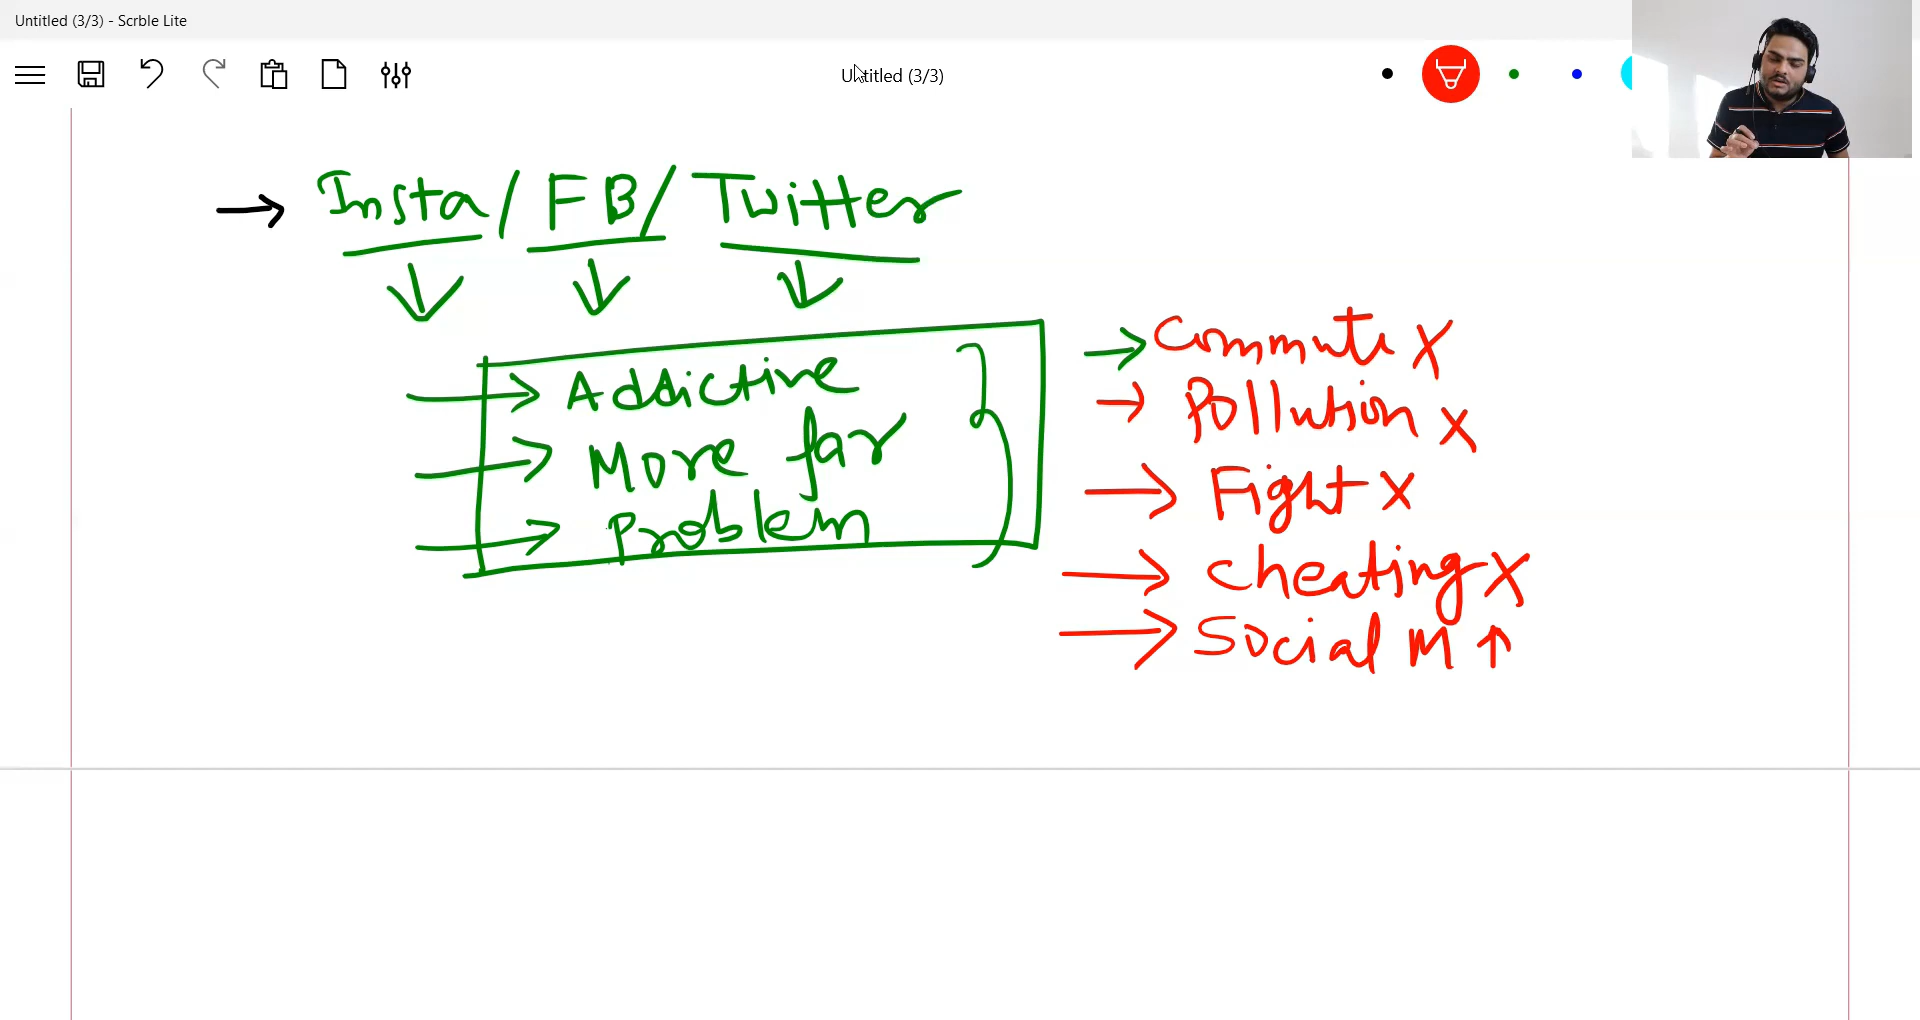 Untitled (3/3) - Scrble Lite
Untitled (3/3)
→ Insta / FB / Twitter
→ Addictive
→ More far
→ Problem
→ Commute X
→ Pollution X
→ Fight X
→ Cheating X
→ Social M ↑